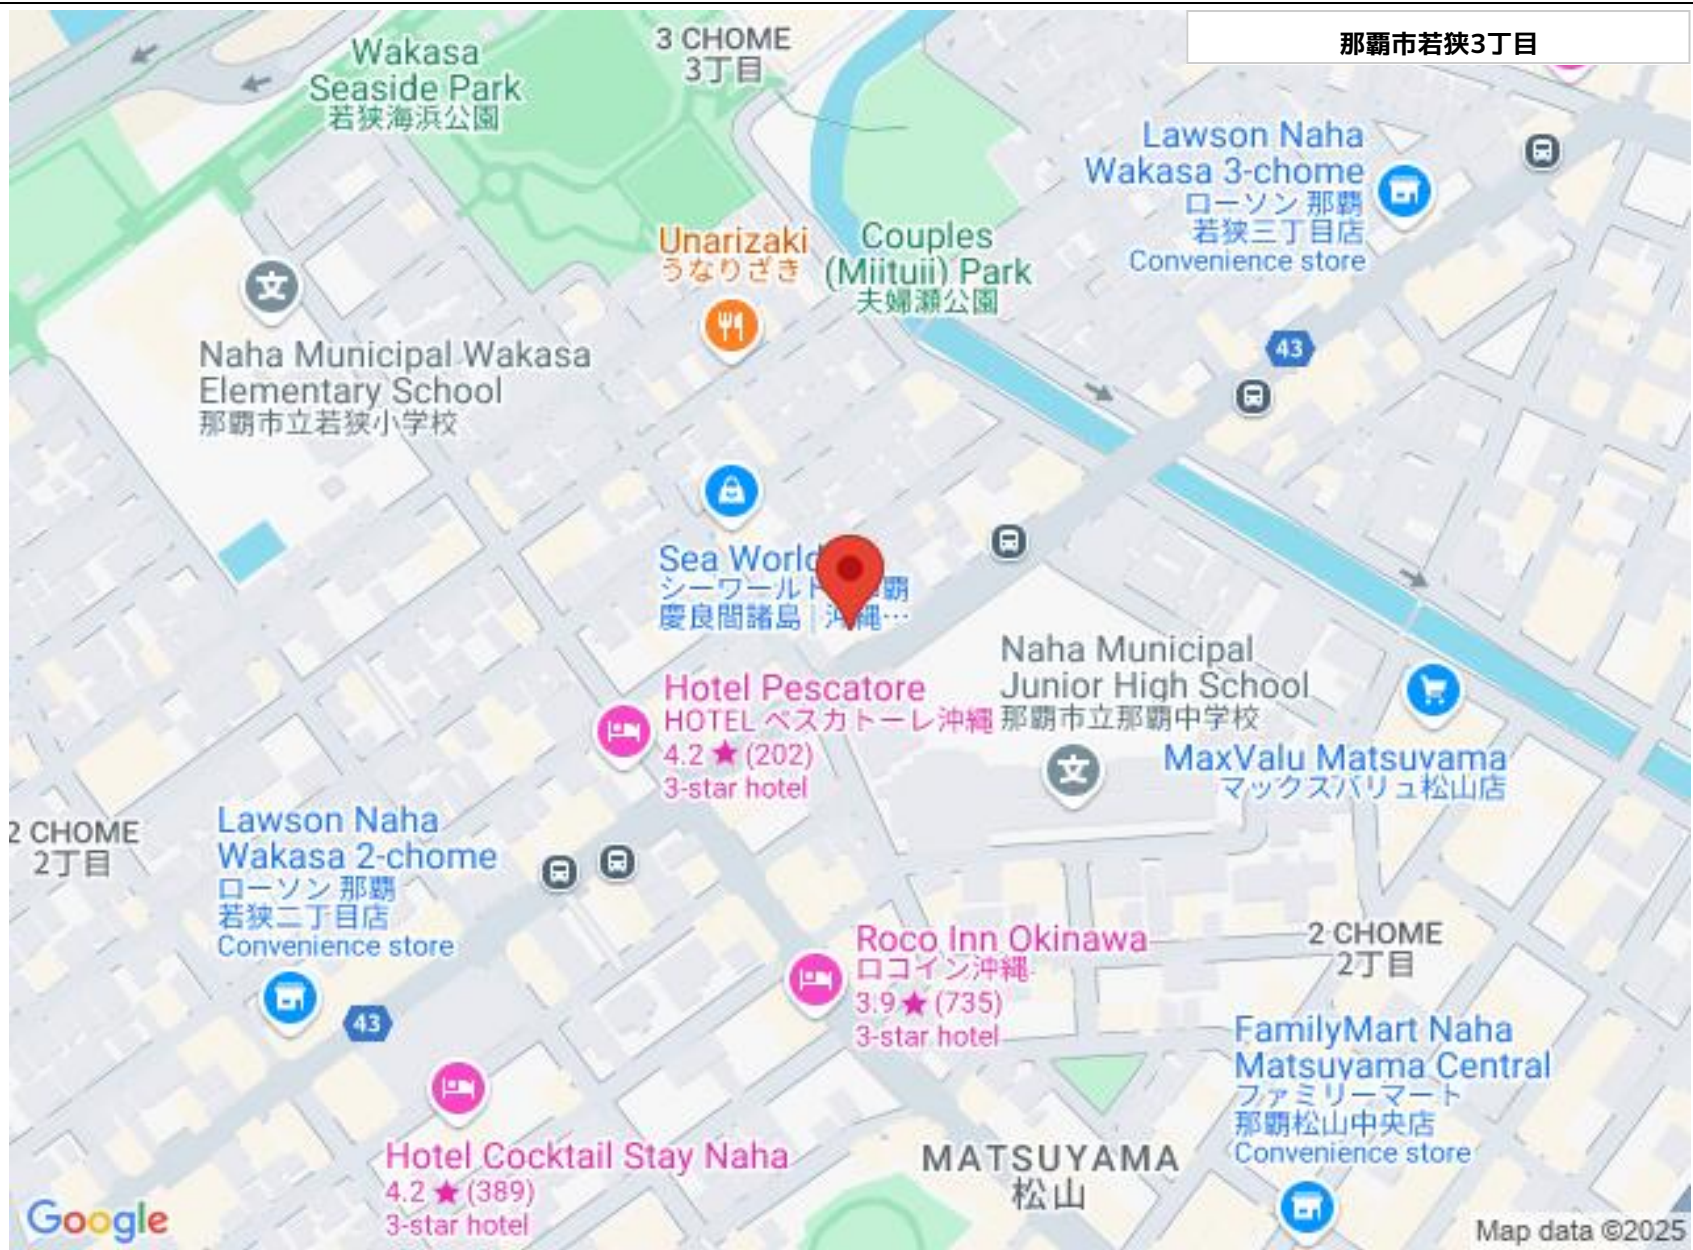 那覇市若狭3丁目
Wakasa
Seaside Park
若狭海浜公園
3 CHOME
3丁目
Lawson Naha
Wakasa 3-chome
ローソン 那覇
若狭三丁目店
Convenience store
Unarizaki
うなりざき
Couples
(Miituii) Park
夫婦瀬公園
文
Naha Municipal Wakasa
Elementary School
那覇市立若狭小学校
43
Sea World
シーワールド
覇
慶良間諸島 | 沖縄…
Naha Municipal
Junior High School
那覇市立那覇中学校
文
Hotel Pescatore
HOTEL ペスカトーレ沖縄
4.2 ★ (202)
3-star hotel
MaxValu Matsuyama
マックスバリュ松山店
2 CHOME
2丁目
Lawson Naha
Wakasa 2-chome
ローソン 那覇
若狭二丁目店
Convenience store
43
Roco Inn Okinawa
ロコイン沖縄
3.9 ★ (735)
3-star hotel
2 CHOME
2丁目
FamilyMart Naha
Matsuyama Central
ファミリーマート
那覇松山中央店
Convenience store
Hotel Cocktail Stay Naha
4.2 ★ (389)
3-star hotel
MATSUYAMA
松山
Google
Map data ©2025